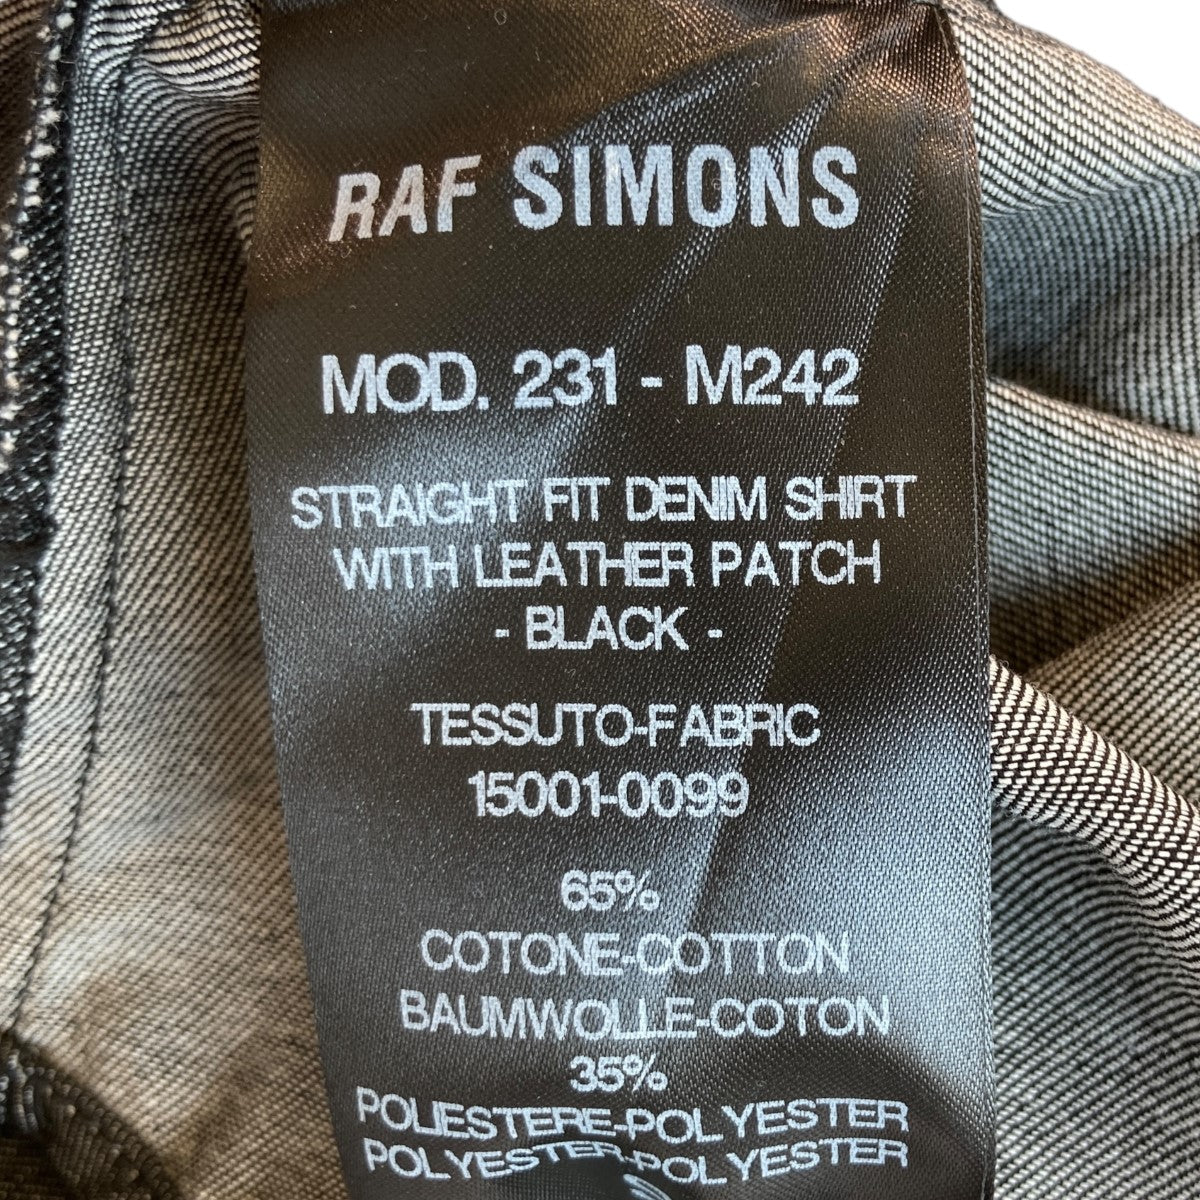 RAF SIMONS
MOD. 231 - M242
STRAIGHT FIT DENIM SHIRT
WITH LEATHER PATCH
- BLACK -
TESSUTO-FABRIC
15001-0099
65%
COTONE-COTTON
BAUMWOLLE-COTON
35%
POLIESTERE-POLYESTER
POLYESTER-POLYESTER